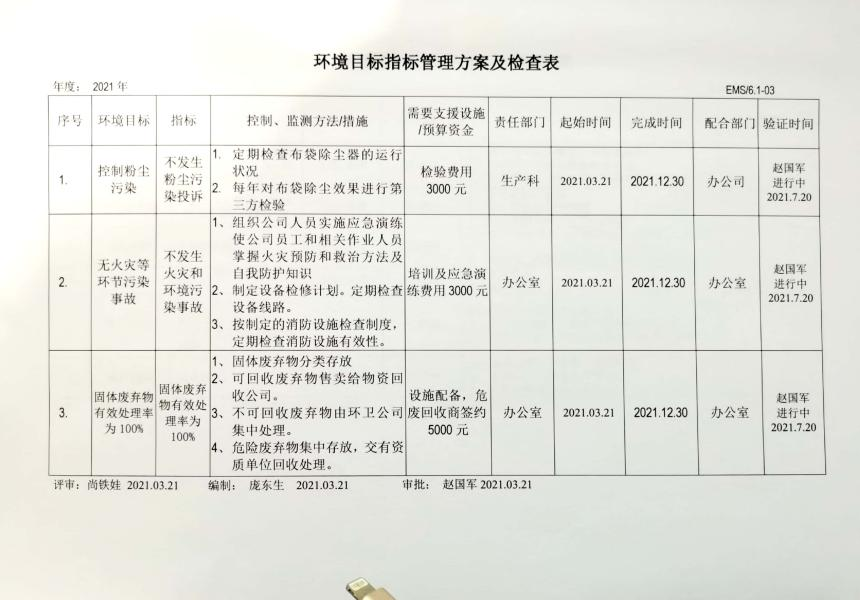 环境目标指标管理方案及检查表
年度： 2021 年
EMS/6.1-03
序号 环境目标 指标 控制、监测方法/措施 需要支援设施/预算资金 责任部门 起始时间 完成时间 配合部门 验证时间
1.
控制粉尘
污染
不发生
粉尘污
染投诉
1. 定期检查布袋除尘器的运行
状况
2. 每年对布袋除尘效果进行第
三方检验
检验费用
3000 元
生产科
2021.03.21
2021.12.30
办公司
赵国军
进行中
2021.7.20
2.
无火灾等
环节污染
事故
不发生
火灾和
环境污
染事故
1、 组织公司人员实施应急演练
使公司员工和相关作业人员
掌握火灾预防和救治方法及
自我防护知识
2、 制定设备检修计划。定期检查
设备线路。
3、 按制定的消防设施检查制度，
定期检查消防设施有效性。
培训及应急演
练费用 3000 元
办公室
2021.03.21
2021.12.30
办公室
赵国军
进行中
2021.7.20
3.
固体废弃物
有效处理率
为 100%
固体废弃
物有效处
理率为
100%
1、 固体废弃物分类存放
2、 可回收废弃物售卖给物资回
收公司。
3、 不可回收废弃物由环卫公司
集中处理。
4、 危险废弃物集中存放，交有资
质单位回收处理。
设施配备，危
废回收商签约
5000 元
办公室
2021.03.21
2021.12.30
办公室
赵国军
进行中
2021.7.20
评审：尚铁娃 2021.03.21 编制： 庞东生 2021.03.21 审批： 赵国军 2021.03.21